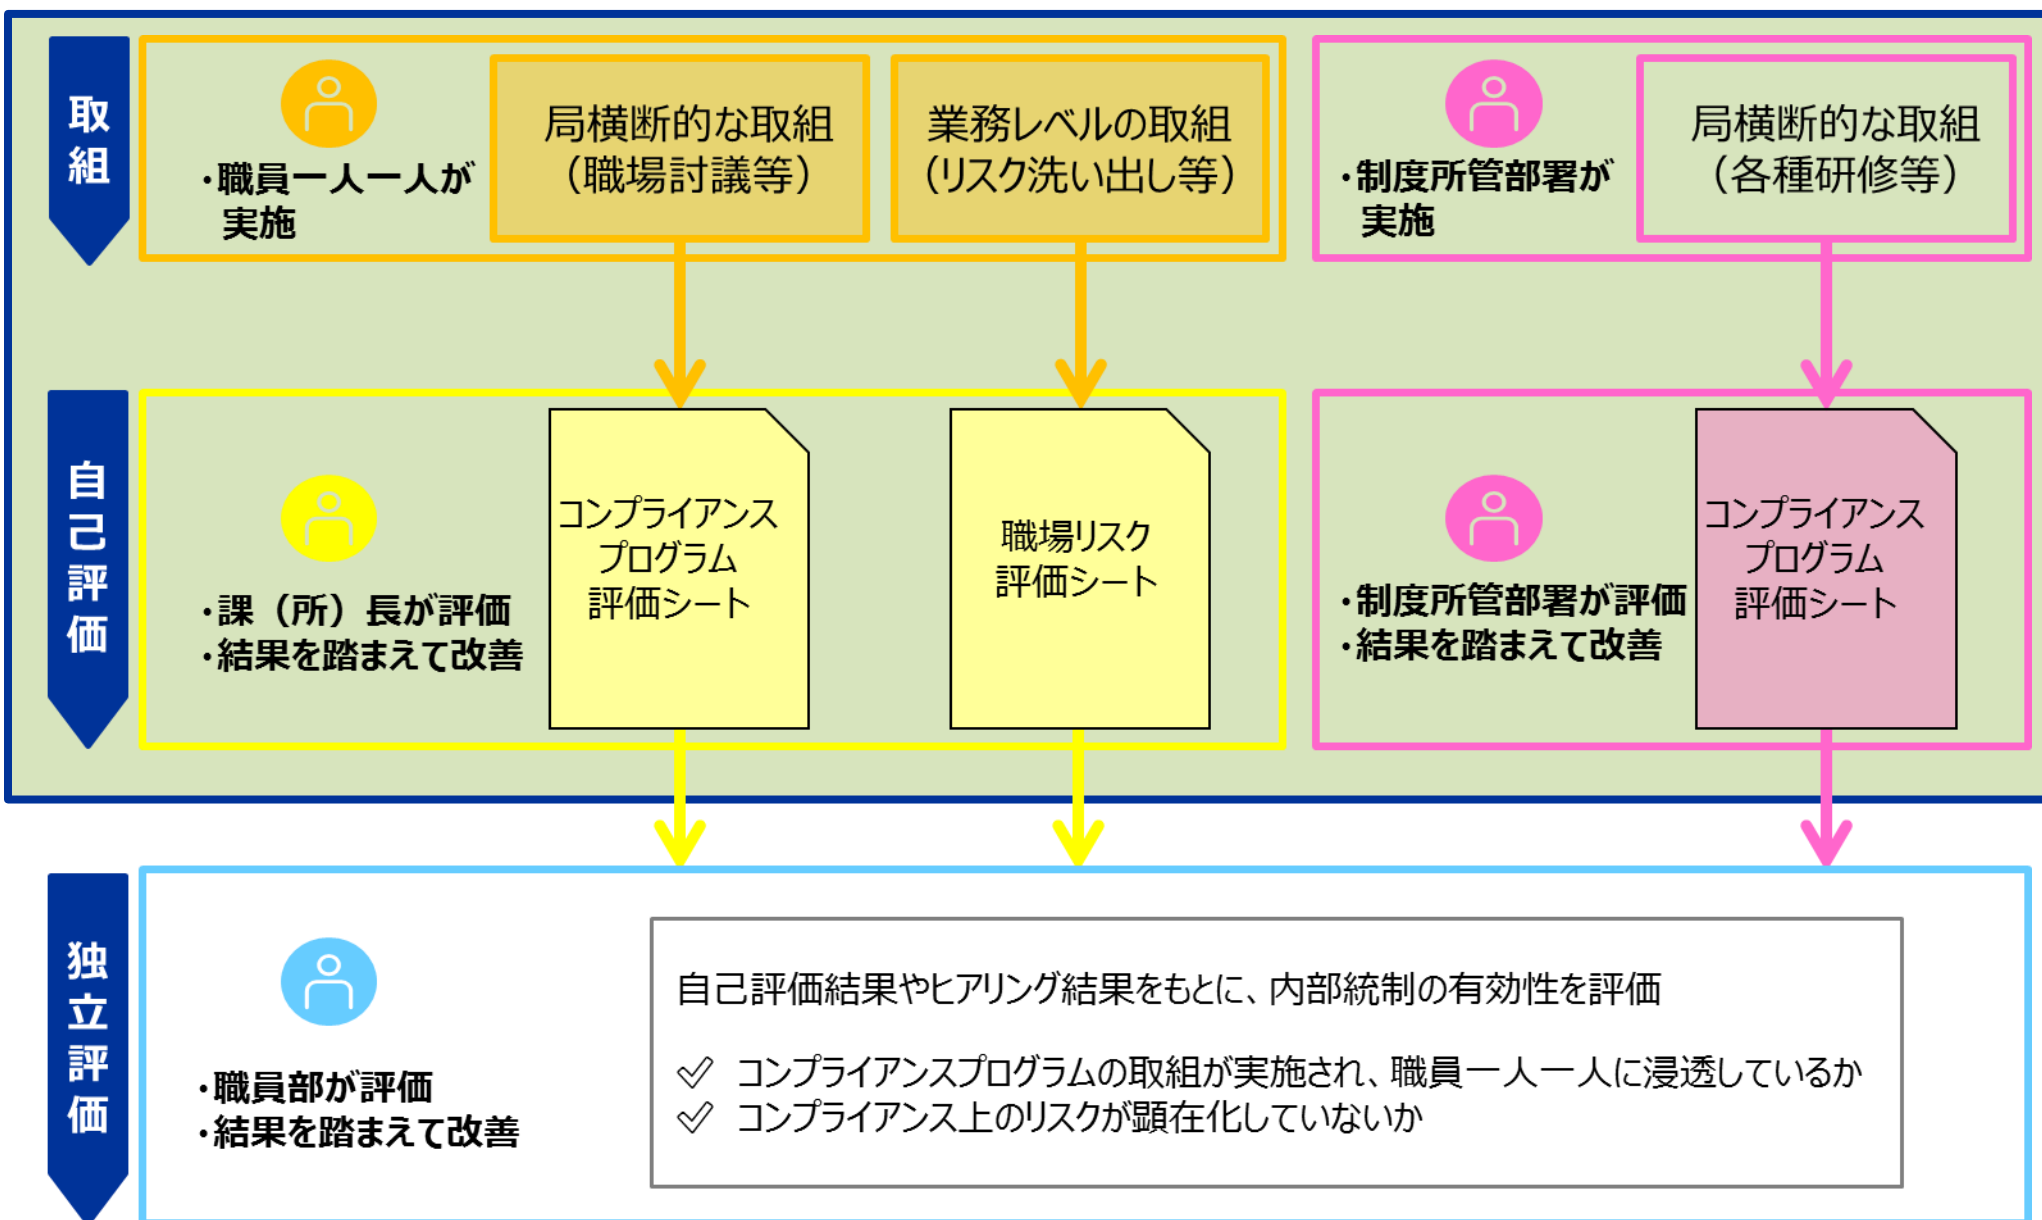 取組
・職員一人一人が
実施
局横断的な取組
（職場討議等）
業務レベルの取組
（リスク洗い出し等）
・制度所管部署が
実施
局横断的な取組
（各種研修等）
自己評価
・課（所）長が評価
・結果を踏まえて改善
コンプライアンス
プログラム
評価シート
職場リスク
評価シート
・制度所管部署が評価
・結果を踏まえて改善
コンプライアンス
プログラム
評価シート
独立評価
・職員部が評価
・結果を踏まえて改善
自己評価結果やヒアリング結果をもとに、内部統制の有効性を評価
✓ コンプライアンスプログラムの取組が実施され、職員一人一人に浸透しているか
✓ コンプライアンス上のリスクが顕在化していないか